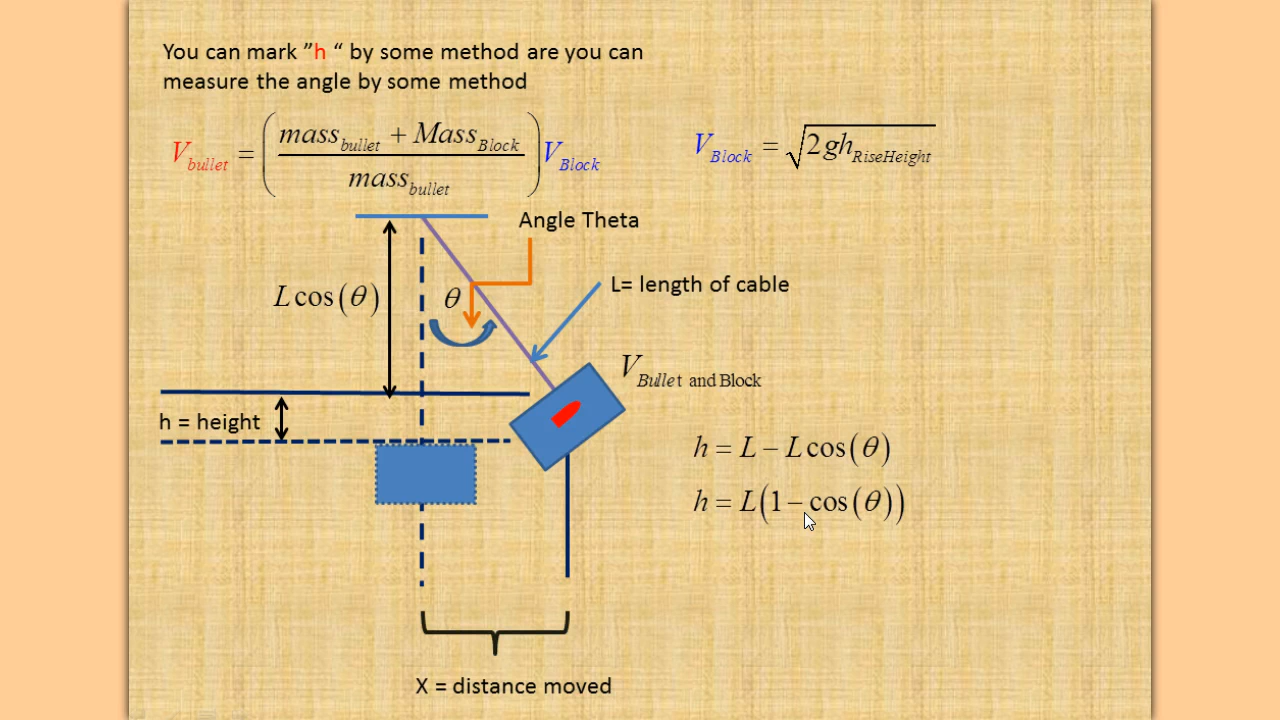 You can mark ”h “ by some method are you can
measure the angle by some method
V_bullet = ( (mass_bullet + Mass_Block) / mass_bullet ) V_Block
V_Block = √(2gh_RiseHeight)
Angle Theta
L cos(θ)
θ
L= length of cable
V_Bullet and Block
h = height
h = L − L cos(θ)
h = L(1 − cos(θ))
X = distance moved